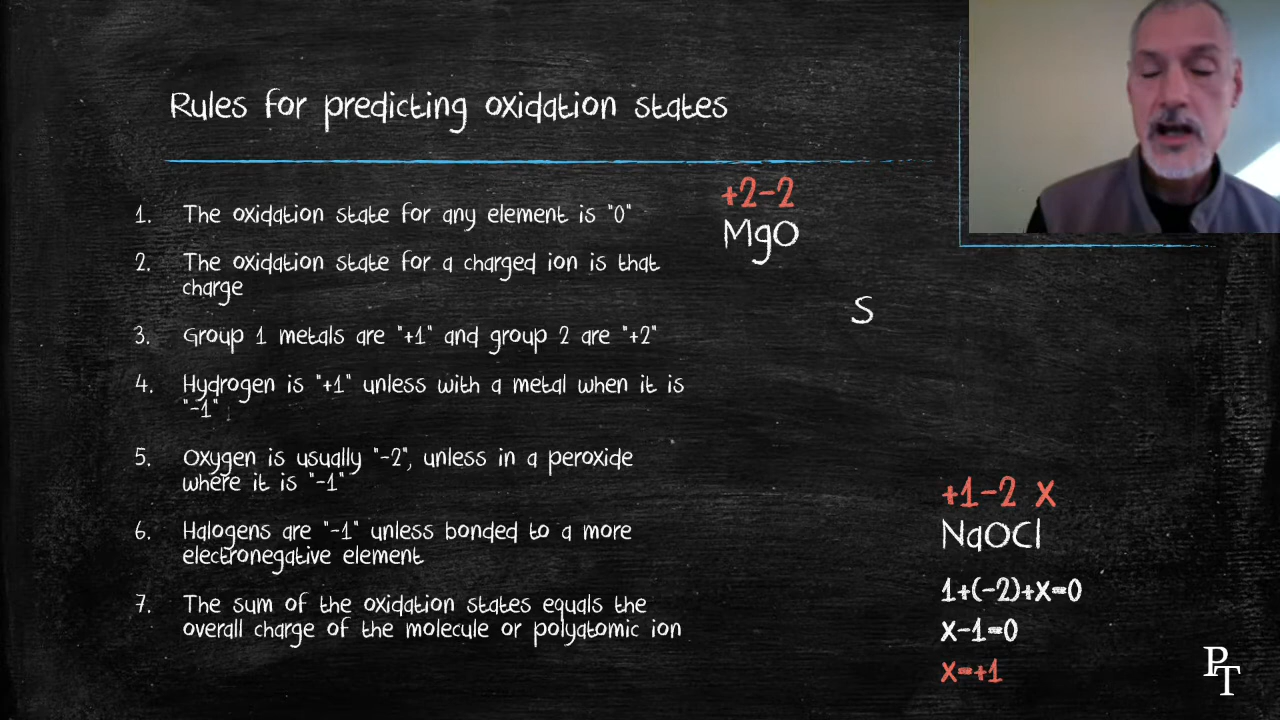 Rules for predicting oxidation states
1. The oxidation state for any element is "0"
2. The oxidation state for a charged ion is that
charge
3. Group 1 metals are "+1" and group 2 are "+2"
4. Hydrogen is "+1" unless with a metal when it is
"-1"
5. Oxygen is usually "-2", unless in a peroxide
where it is "-1"
6. Halogens are "-1" unless bonded to a more
electronegative element
7. The sum of the oxidation states equals the
overall charge of the molecule or polyatomic ion
+2-2
MgO
S
+1-2 x
NaOCl
1+(-2)+x=0
x-1=0
x=+1
PT